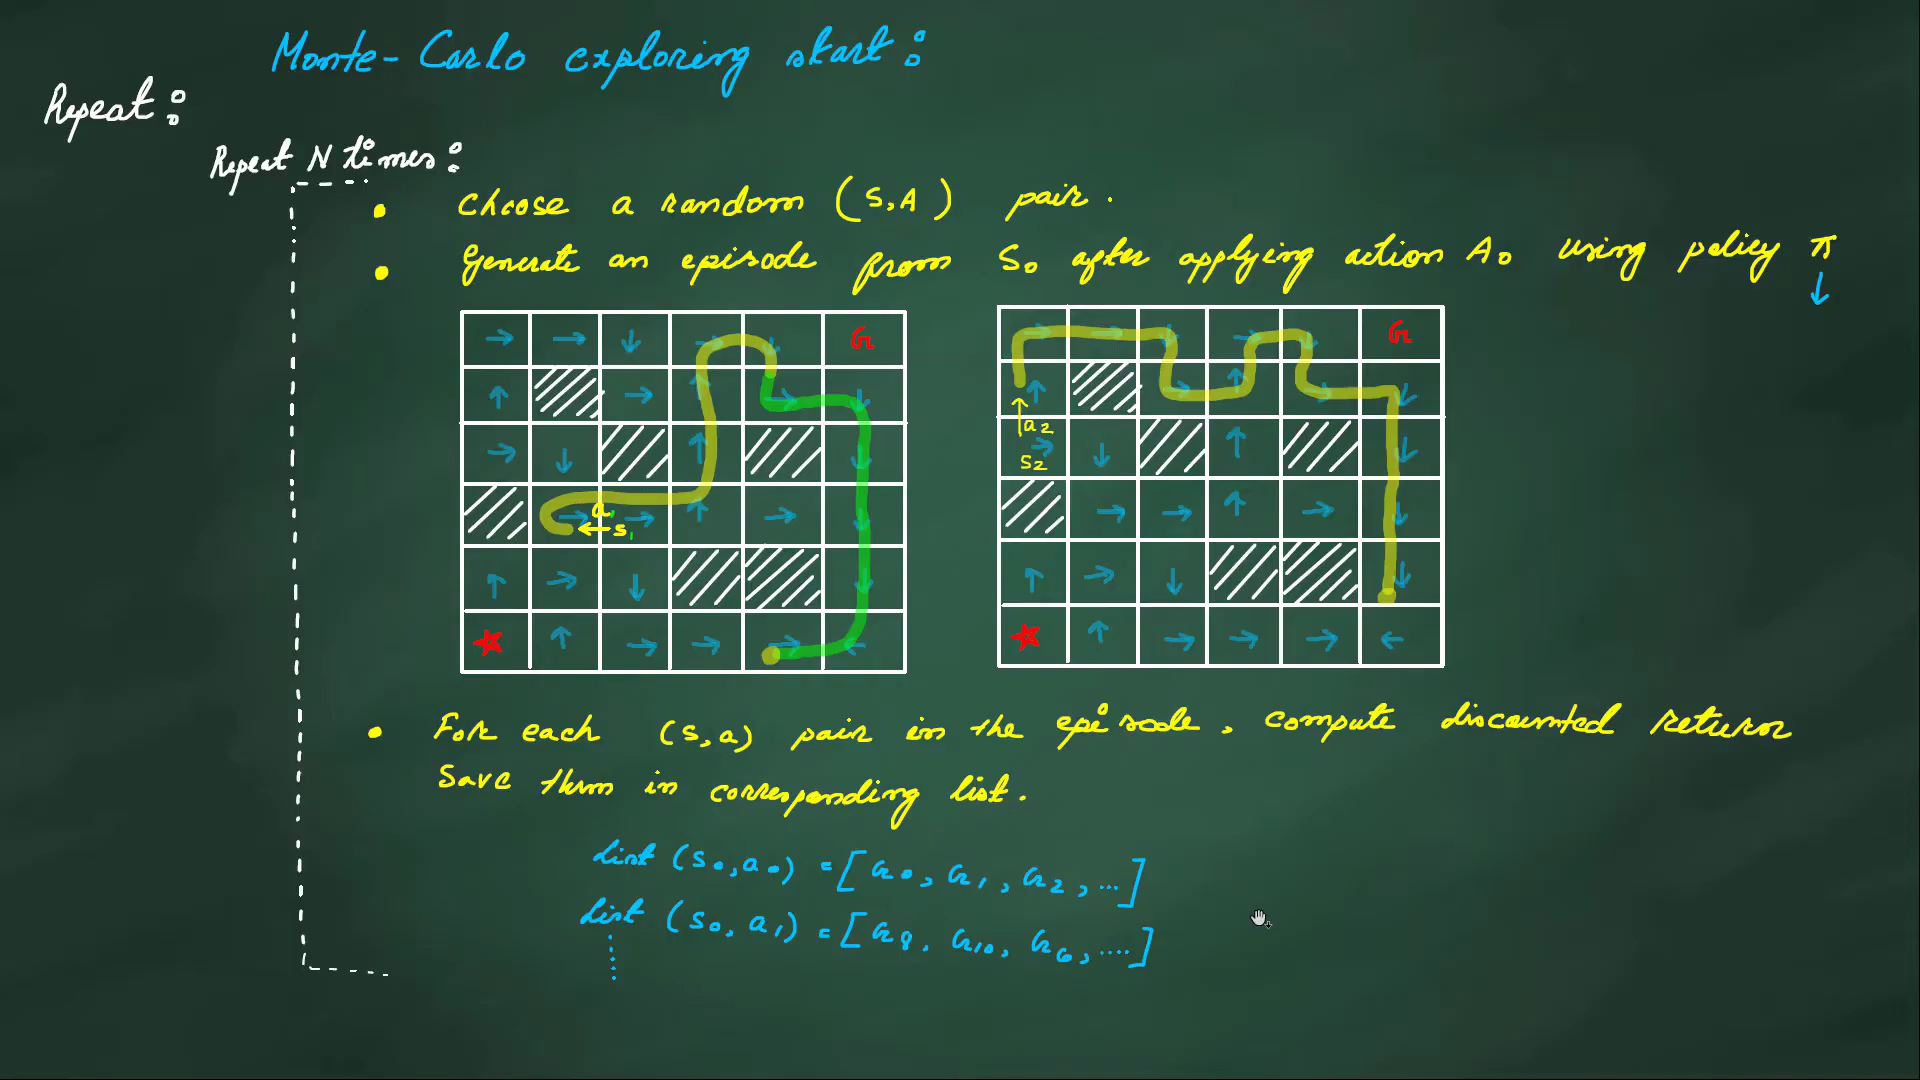 Monte-Carlo exploring start:
Repeat:
Repeat N times:
• Choose a random (S,A) pair.
• Generate an episode from S₀ after applying action A₀ using policy π
↓
G
G
a₂
s₂
a₁
s₁
• For each (s,a) pair in the episode, compute discounted return
Save them in corresponding list.
List (s₀,a₀) = [G₀, G₁, G₂, ...]
List (s₀, a₁) = [G₈, G₁₀, G₆, ....]